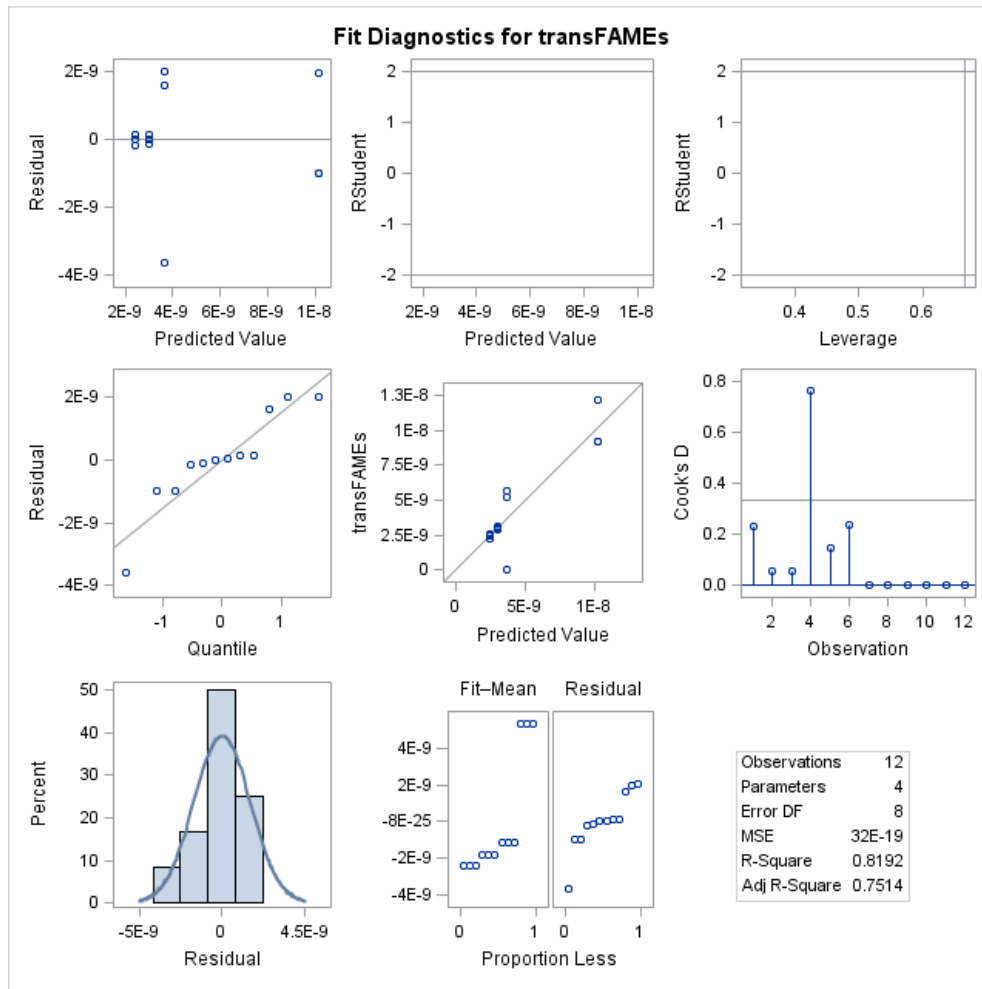 Fit Diagnostics for transFAMEs
2E-9
0
-2E-9
-4E-9
Residual
2E-9 4E-9 6E-9 8E-9 1E-8
Predicted Value
2
1
0
-1
-2
RStudent
2E-9 4E-9 6E-9 8E-9 1E-8
Predicted Value
2
1
0
-1
-2
RStudent
0.4 0.5 0.6
Leverage
2E-9
0
-2E-9
-4E-9
Residual
-1 0 1
Quantile
1.3E-8
1E-8
7.5E-9
5E-9
2.5E-9
0
transFAMEs
0 5E-9 1E-8
Predicted Value
0.8
0.6
0.4
0.2
0.0
Cook's D
2 4 6 8 10 12
Observation
50
40
30
20
10
0
Percent
-5E-9 0 4.5E-9
Residual
Fit–Mean Residual
4E-9
2E-9
-8E-25
-2E-9
-4E-9
0 1 0 1
Proportion Less
Observations 12
Parameters 4
Error DF 8
MSE 32E-19
R-Square 0.8192
Adj R-Square 0.7514